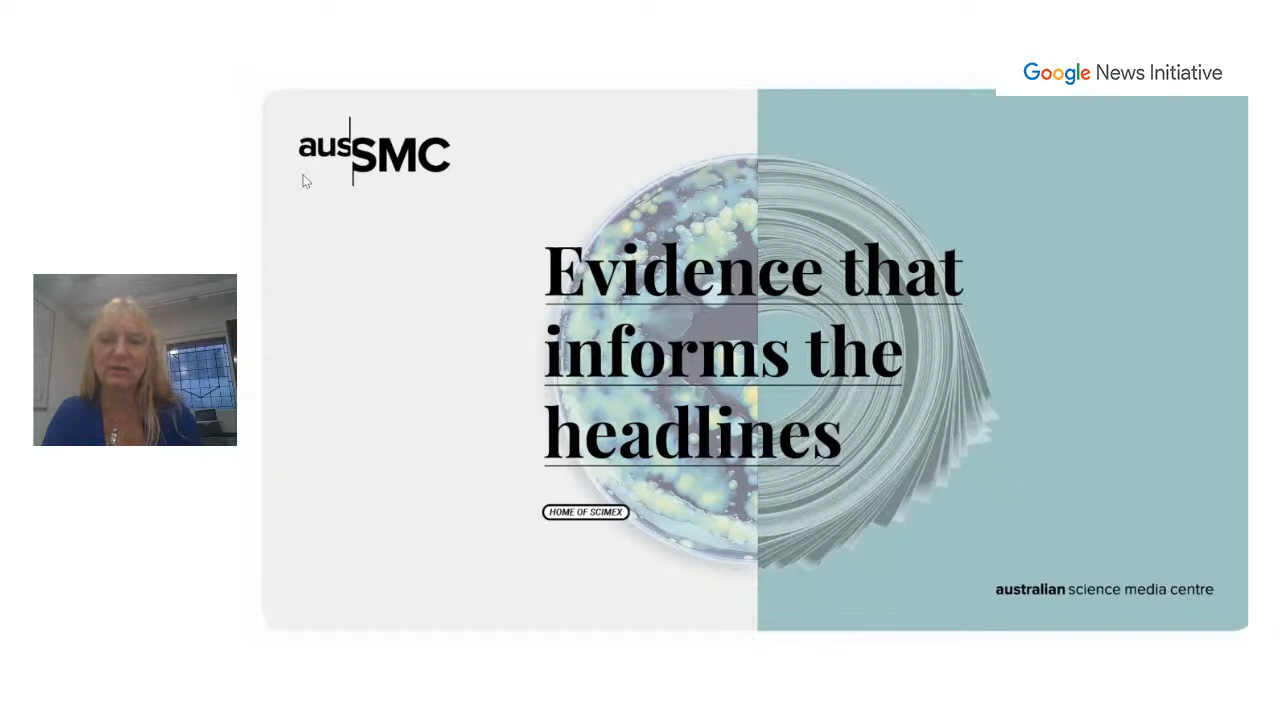 Google News Initiative
ausSMC
Evidence that
informs the
headlines
HOME OF SCIMEX
australian science media centre